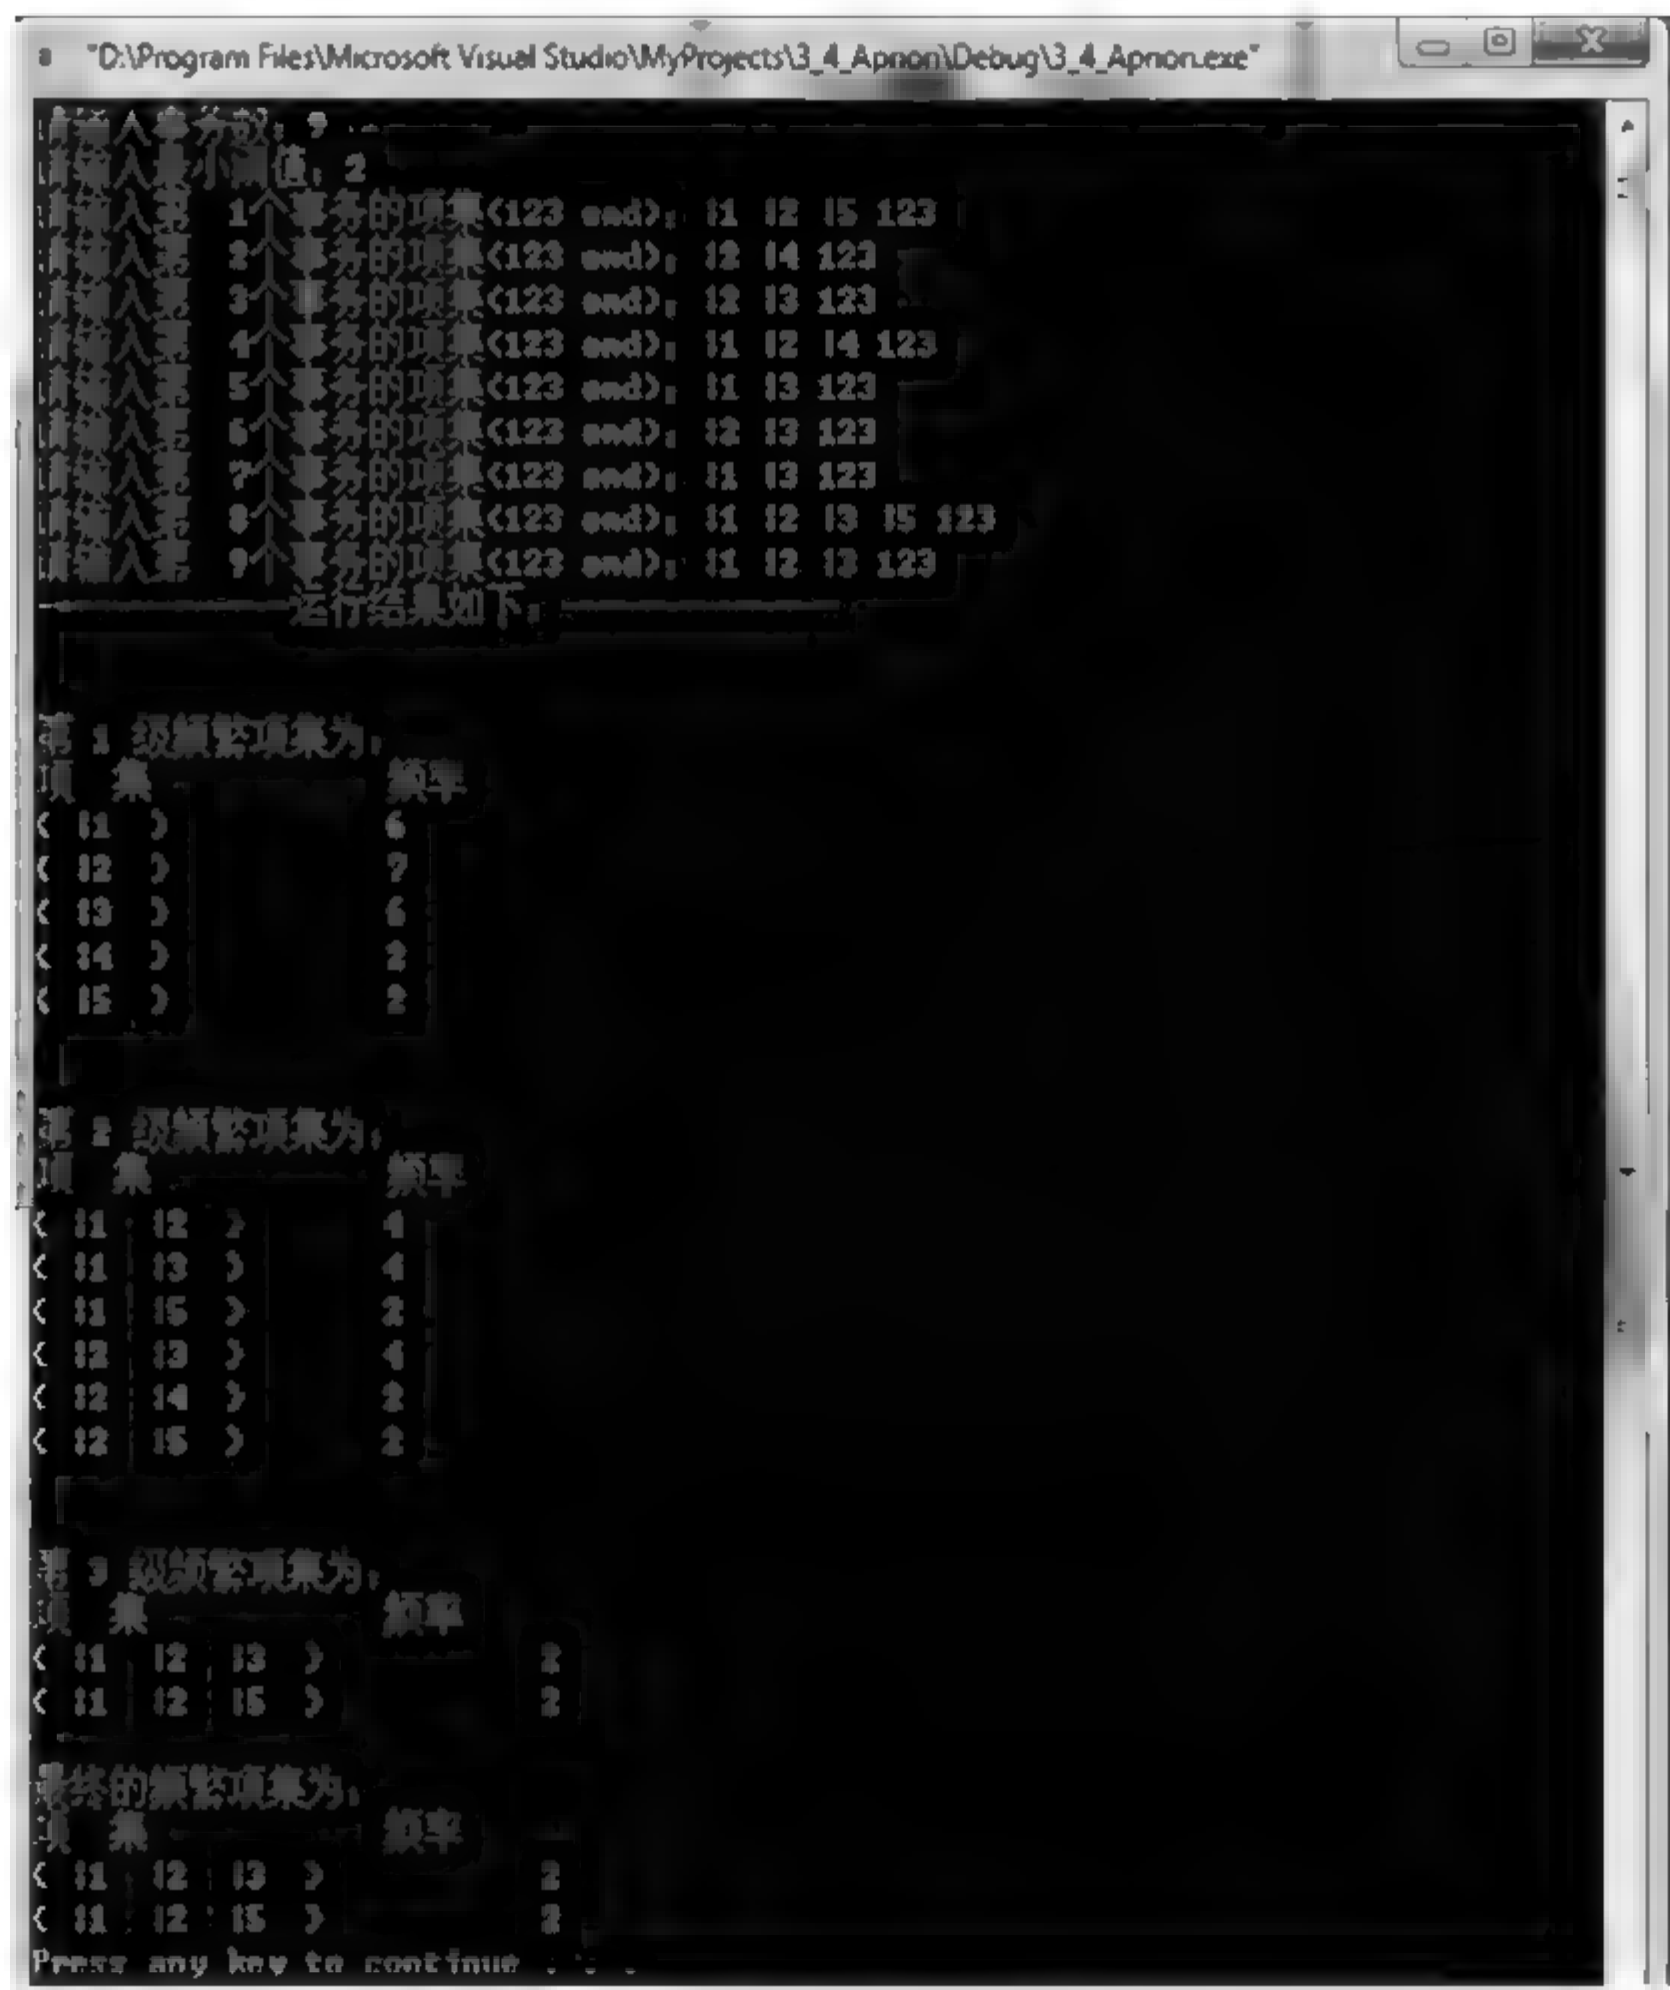 "D:\Program Files\Microsoft Visual Studio\MyProjects\3_4_Apriori\Debug\3_4_Apriori.exe"
请输入事务数: 9
请输入最小阈值: 2
请输入第 1个事务的项集(123 end): I1 I2 I5 123
请输入第 2个事务的项集(123 end): I2 I4 123
请输入第 3个事务的项集(123 end): I2 I3 123
请输入第 4个事务的项集(123 end): I1 I2 I4 123
请输入第 5个事务的项集(123 end): I1 I3 123
请输入第 6个事务的项集(123 end): I2 I3 123
请输入第 7个事务的项集(123 end): I1 I3 123
请输入第 8个事务的项集(123 end): I1 I2 I3 I5 123
请输入第 9个事务的项集(123 end): I1 I2 I3 123
运行结果如下:
第 1 级频繁项集为:
项 集 频率
< I1 > 6
< I2 > 7
< I3 > 6
< I4 > 2
< I5 > 2
第 2 级频繁项集为:
项 集 频率
< I1 I2 > 4
< I1 I3 > 4
< I1 I5 > 2
< I2 I3 > 4
< I2 I4 > 2
< I2 I5 > 2
第 3 级频繁项集为:
项 集 频率
< I1 I2 I3 > 2
< I1 I2 I5 > 2
最终的频繁项集为:
项 集 频率
< I1 I2 I3 > 2
< I1 I2 I5 > 2
Press any key to continue . . .